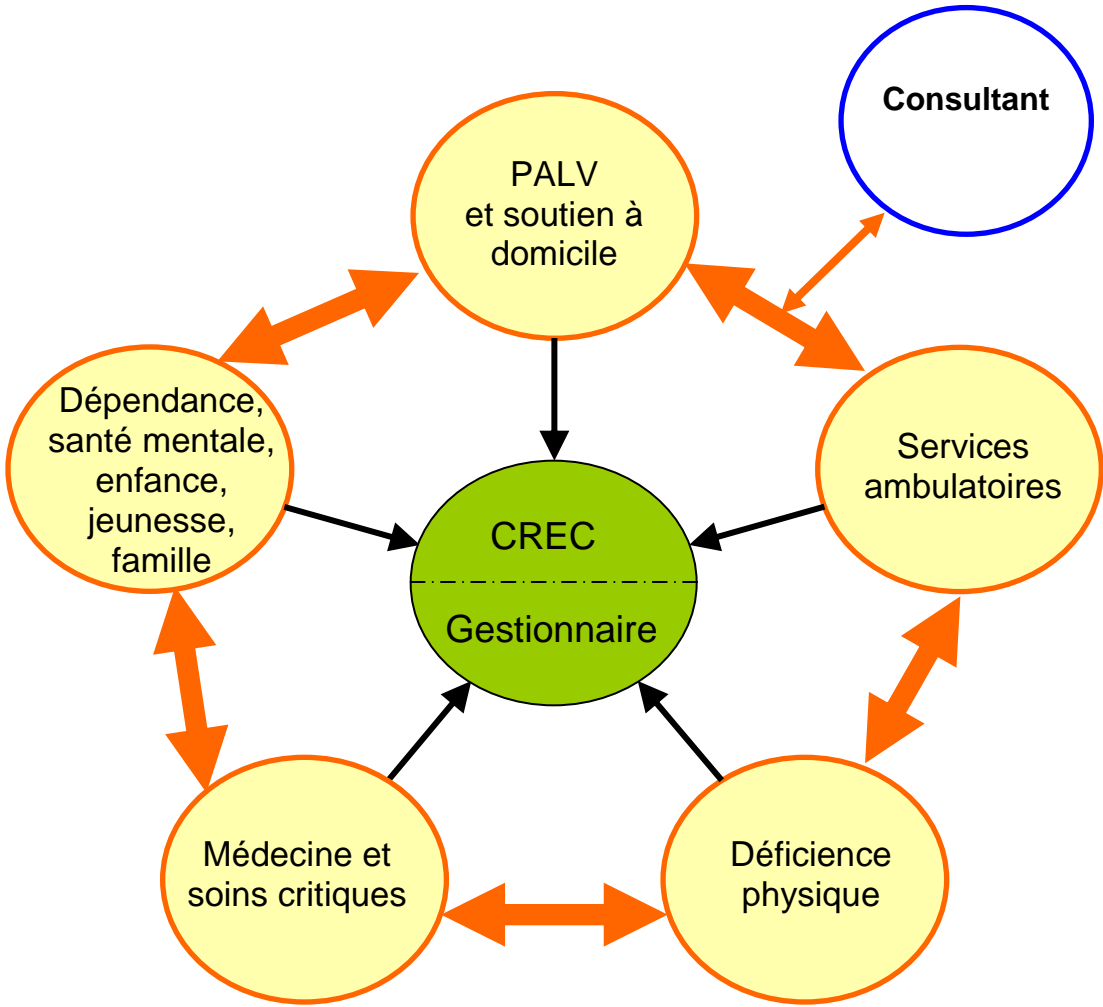 Consultant
PALV
et soutien à
domicile
Dépendance,
santé mentale,
enfance,
jeunesse,
famille
Services
ambulatoires
CREC
Gestionnaire
Médecine et
soins critiques
Déficience
physique